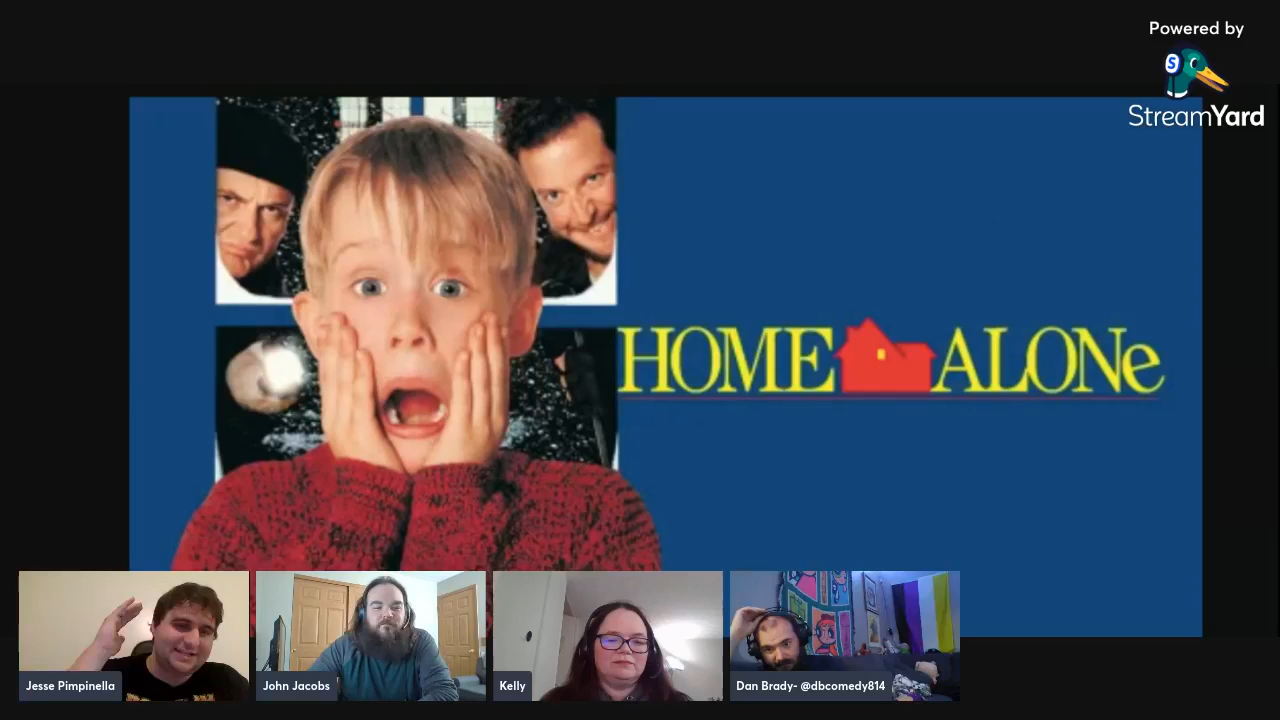 Powered by
S
StreamYard
HOME ALONe
Jesse Pimpinella
John Jacobs
Kelly
Dan Brady- @dbcomedy814